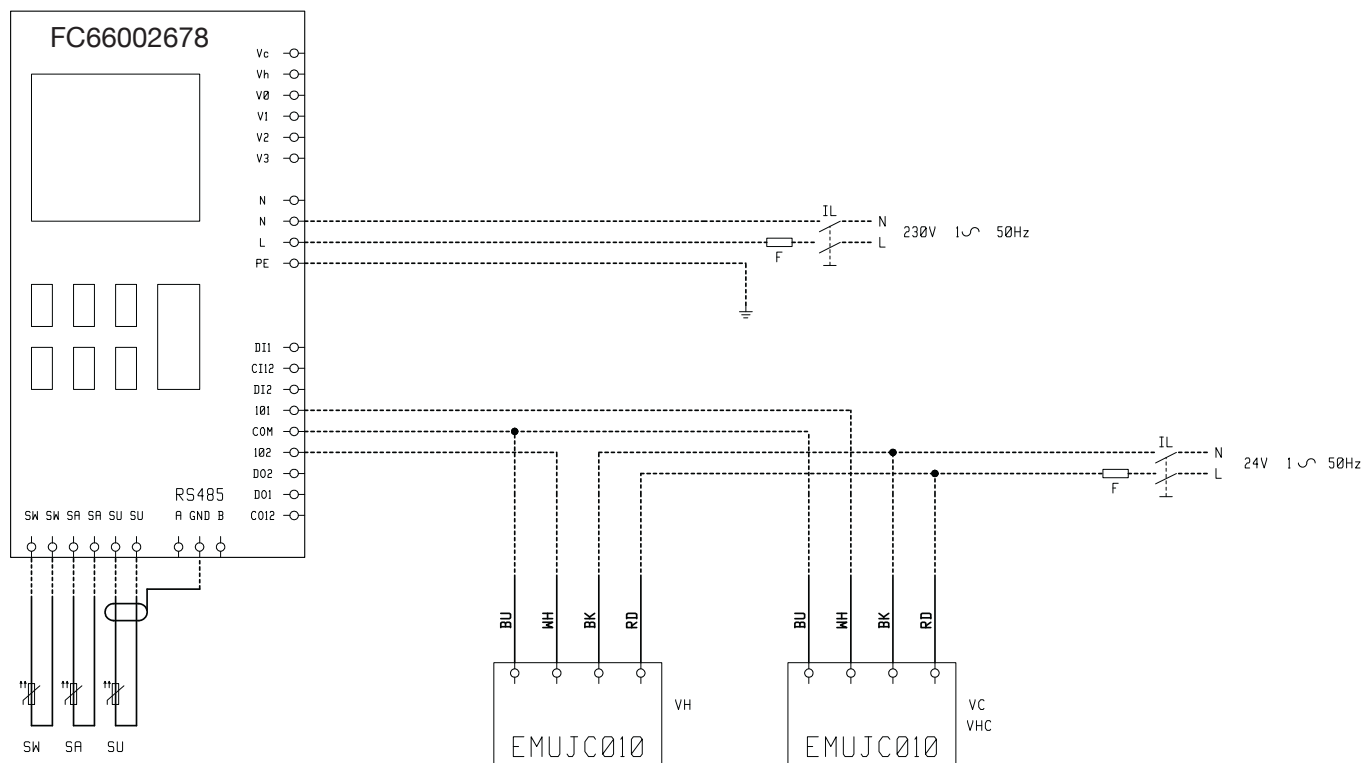 FC66002678
Vc
Vh
V0
V1
V2
V3
N
N
L
PE
IL
N
L
F
230V 1 50Hz
DI1
CI12
DI2
101
COM
102
DO2
DO1
CO12
RS485
SW SW SA SA SU SU A GND B
IL
N
L
F
24V 1 50Hz
BU WH BK RD BU WH BK RD
VH
VC
VHC
EMUJC010 EMUJC010
SW SA SU